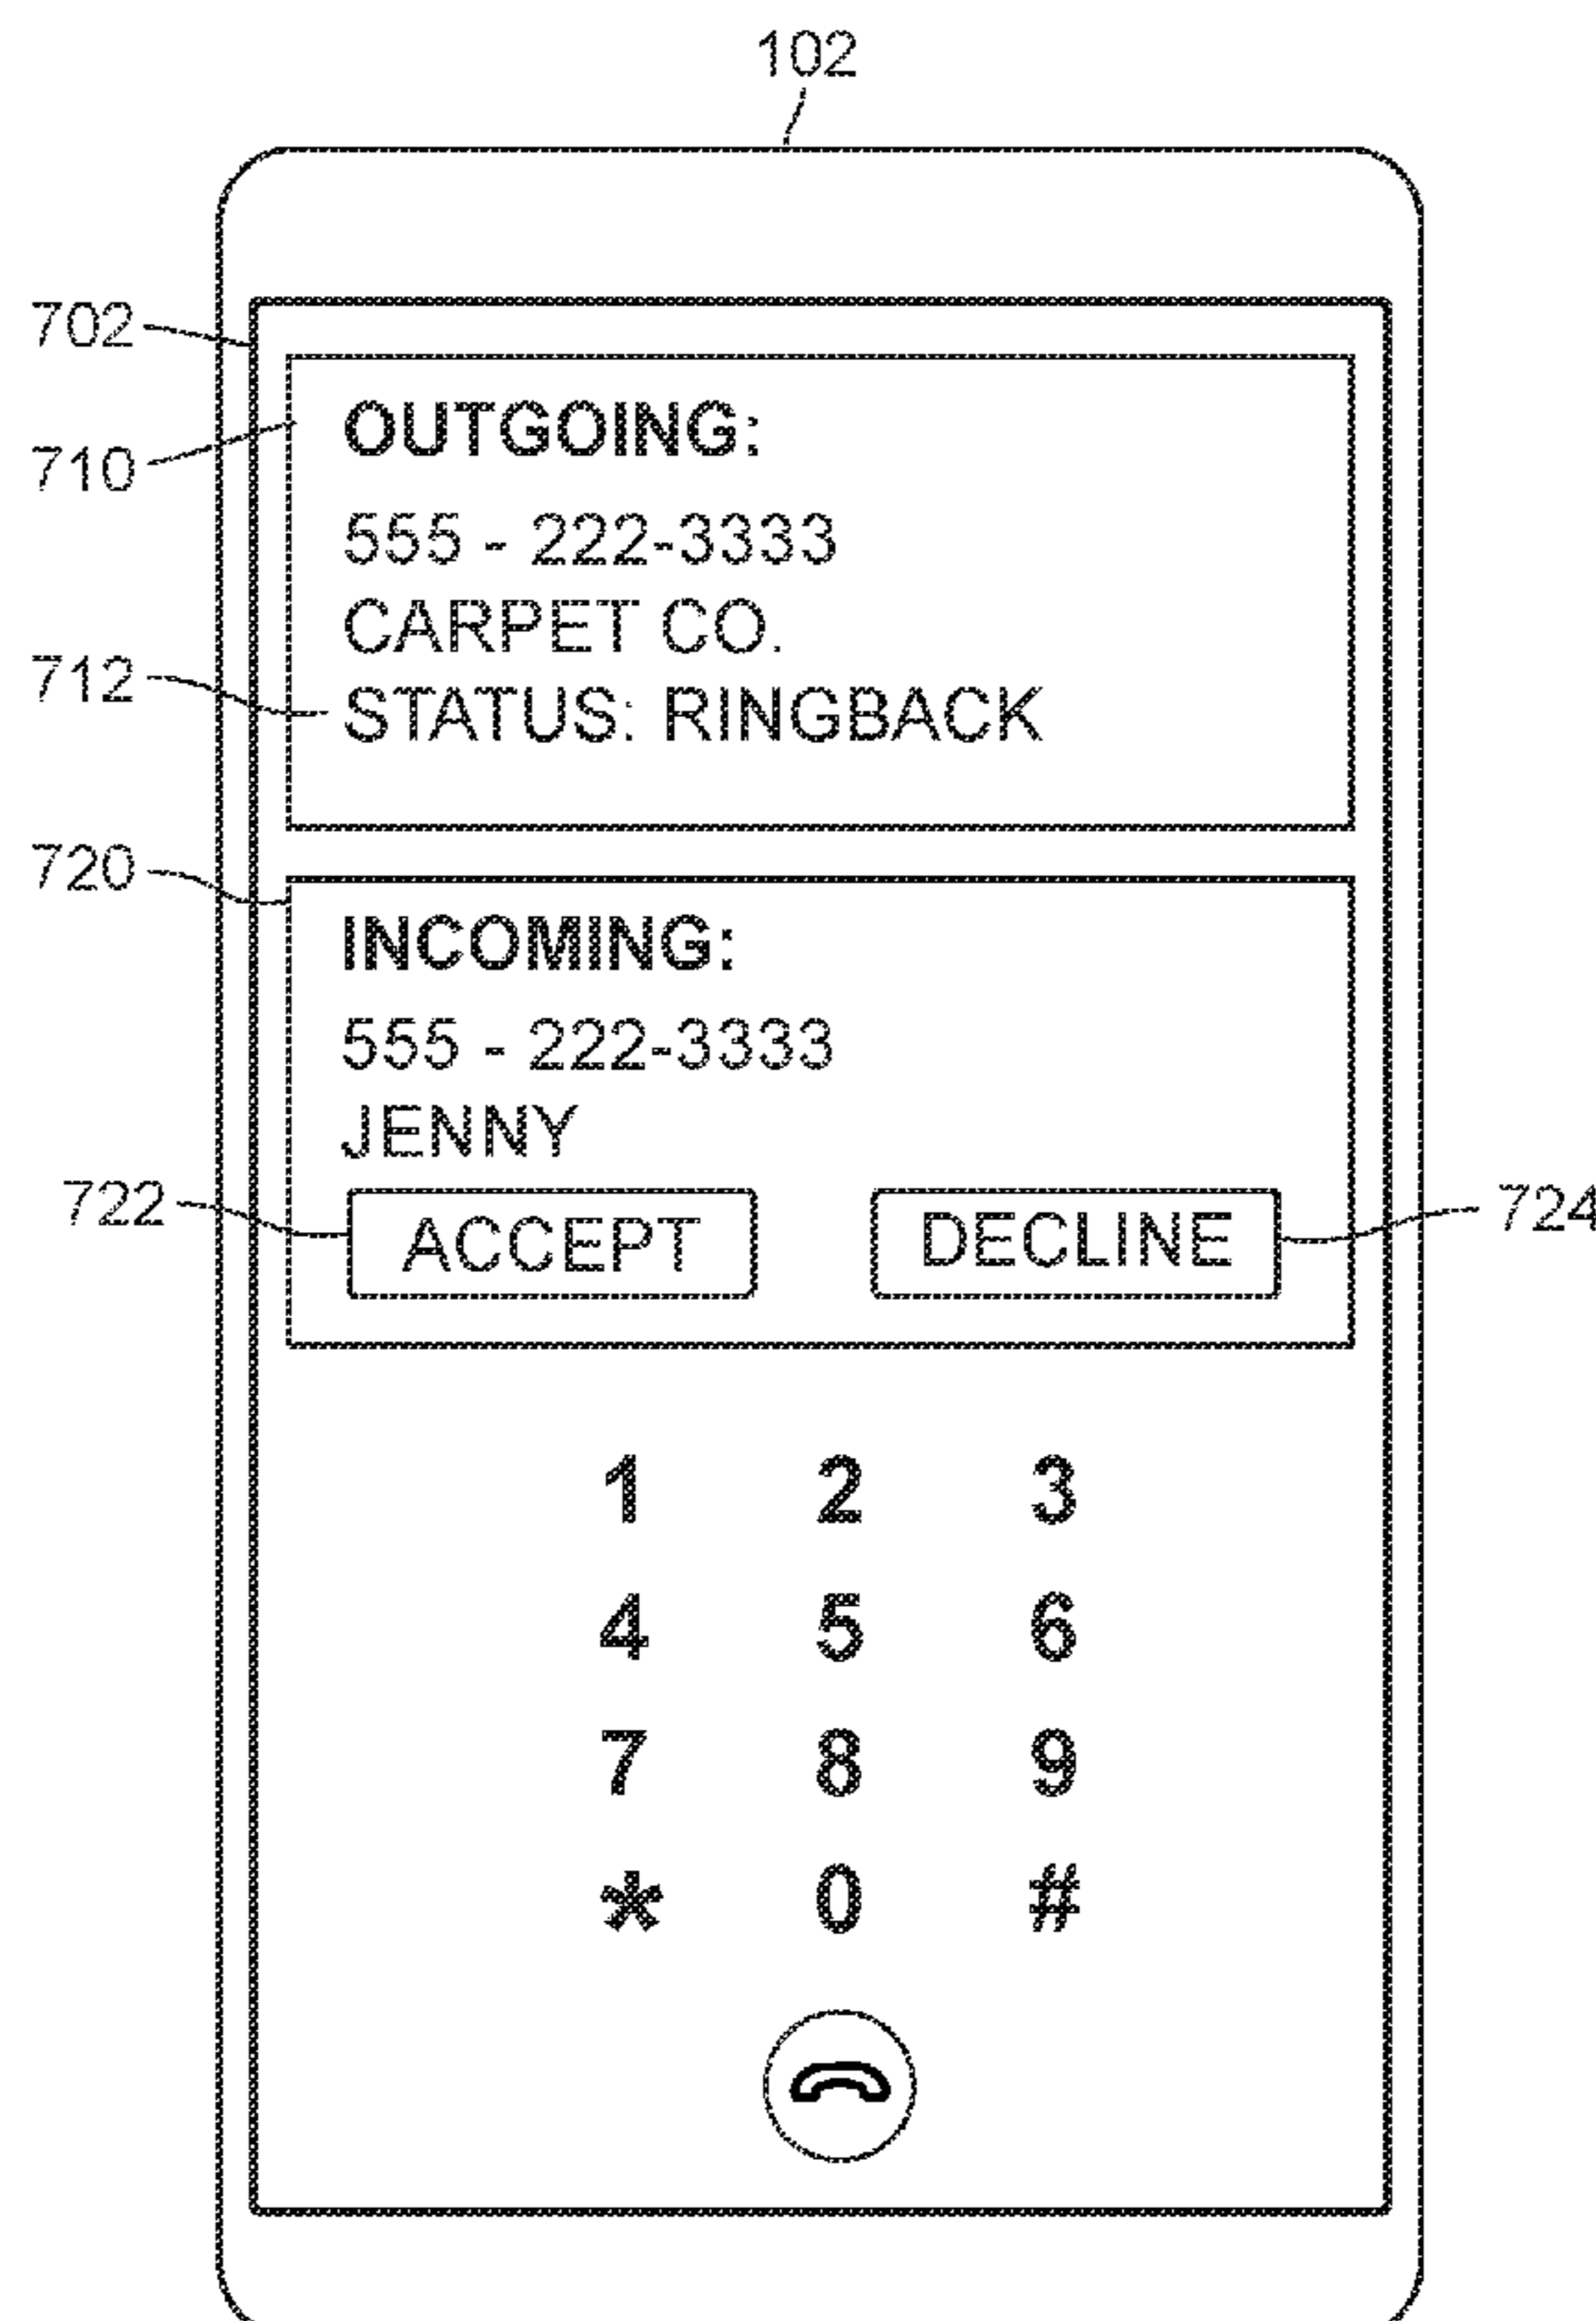 102
702
710
OUTGOING:
555 - 222-3333
CARPET CO.
712
STATUS: RINGBACK
720
INCOMING:
555 - 222-3333
JENNY
722
ACCEPT
DECLINE
724
1 2 3
4 5 6
7 8 9
* 0 #